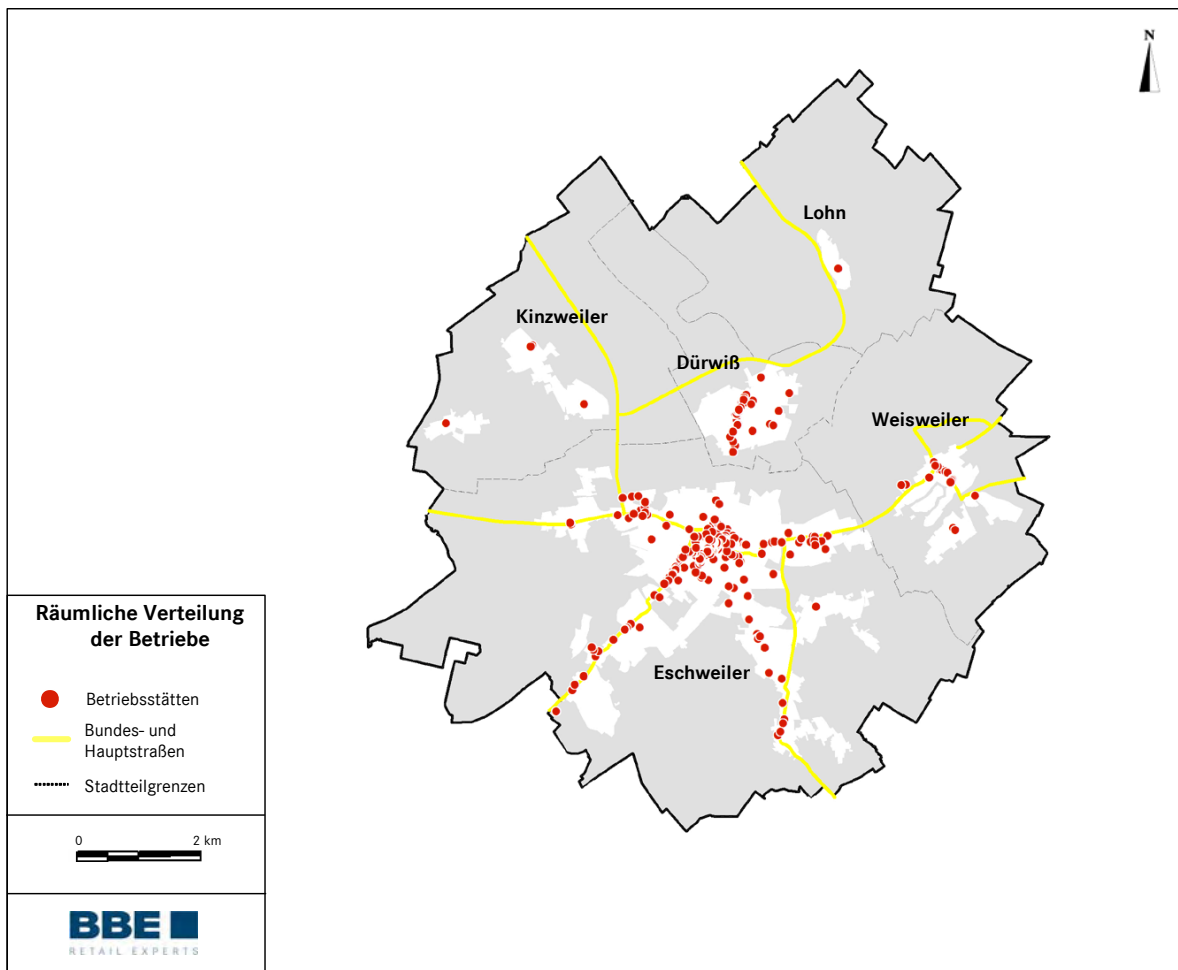 N
Lohn
Kinzweiler
Dürwiß
Weisweiler
Eschweiler
Räumliche Verteilung
der Betriebe
Betriebsstätten
Bundes- und
Hauptstraßen
Stadtteilgrenzen
0 2 km
BBE
RETAIL EXPERTS